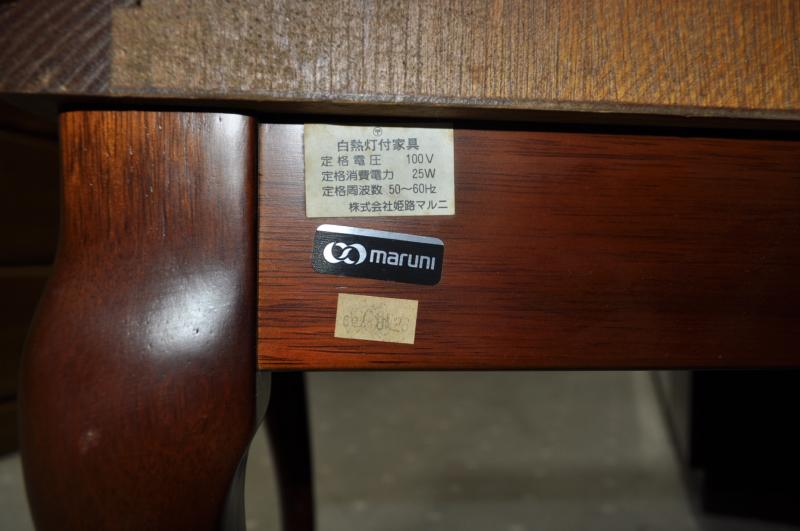 〒
白熱灯付家具
定格電圧 100V
定格消費電力 25W
定格周波数 50～60Hz
株式会社姫路マルニ
maruni